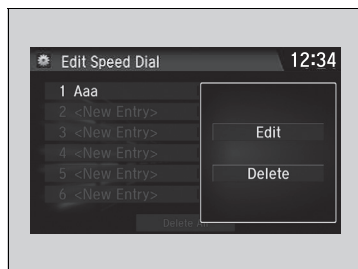 Edit Speed Dial 12:34
1 Aaa
2 <New Entry>
3 <New Entry>
4 <New Entry>
5 <New Entry>
6 <New Entry>
Edit
Delete
Delete All